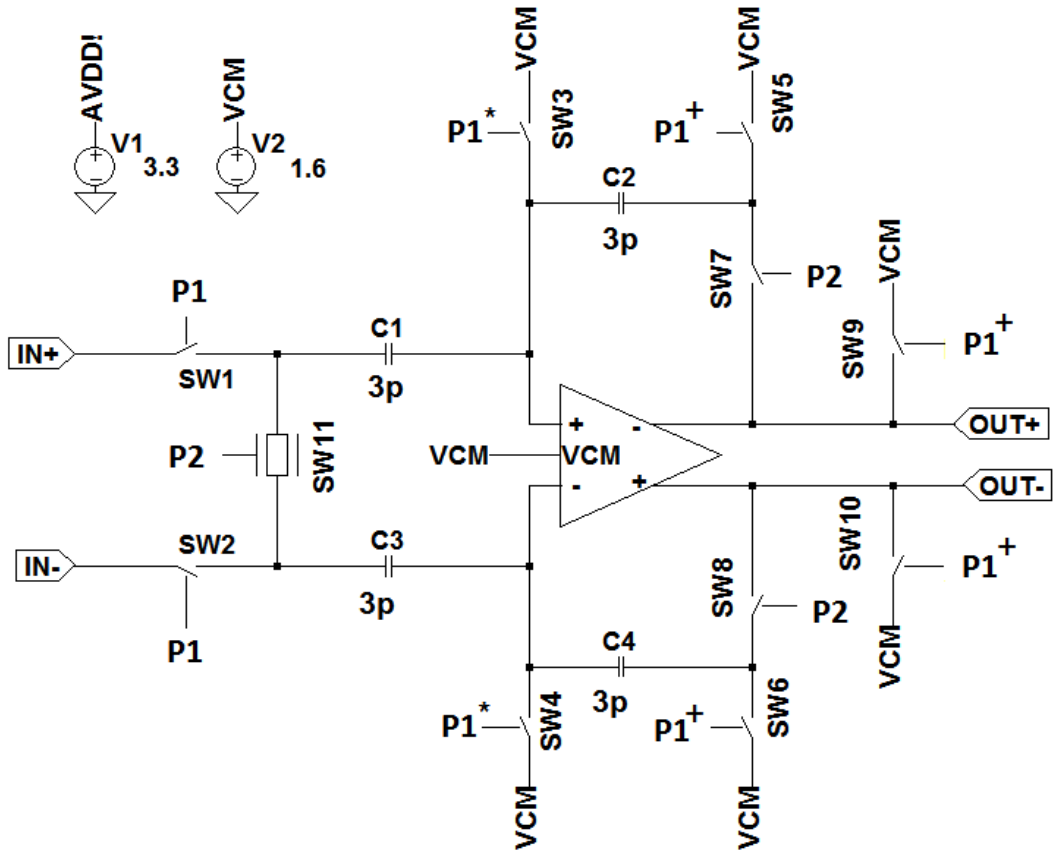 AVDD!
V1
3.3
VCM
V2
1.6
VCM
P1*
SW3
VCM
P1+
SW5
C2
3p
SW7
P2
VCM
SW9
P1+
IN+
P1
SW1
C1
3p
P2
SW11
+
-
VCM
VCM
-
+
OUT+
OUT-
IN-
SW2
P1
C3
3p
SW8
P2
SW10
P1+
VCM
C4
3p
P1*
SW4
VCM
P1+
SW6
VCM